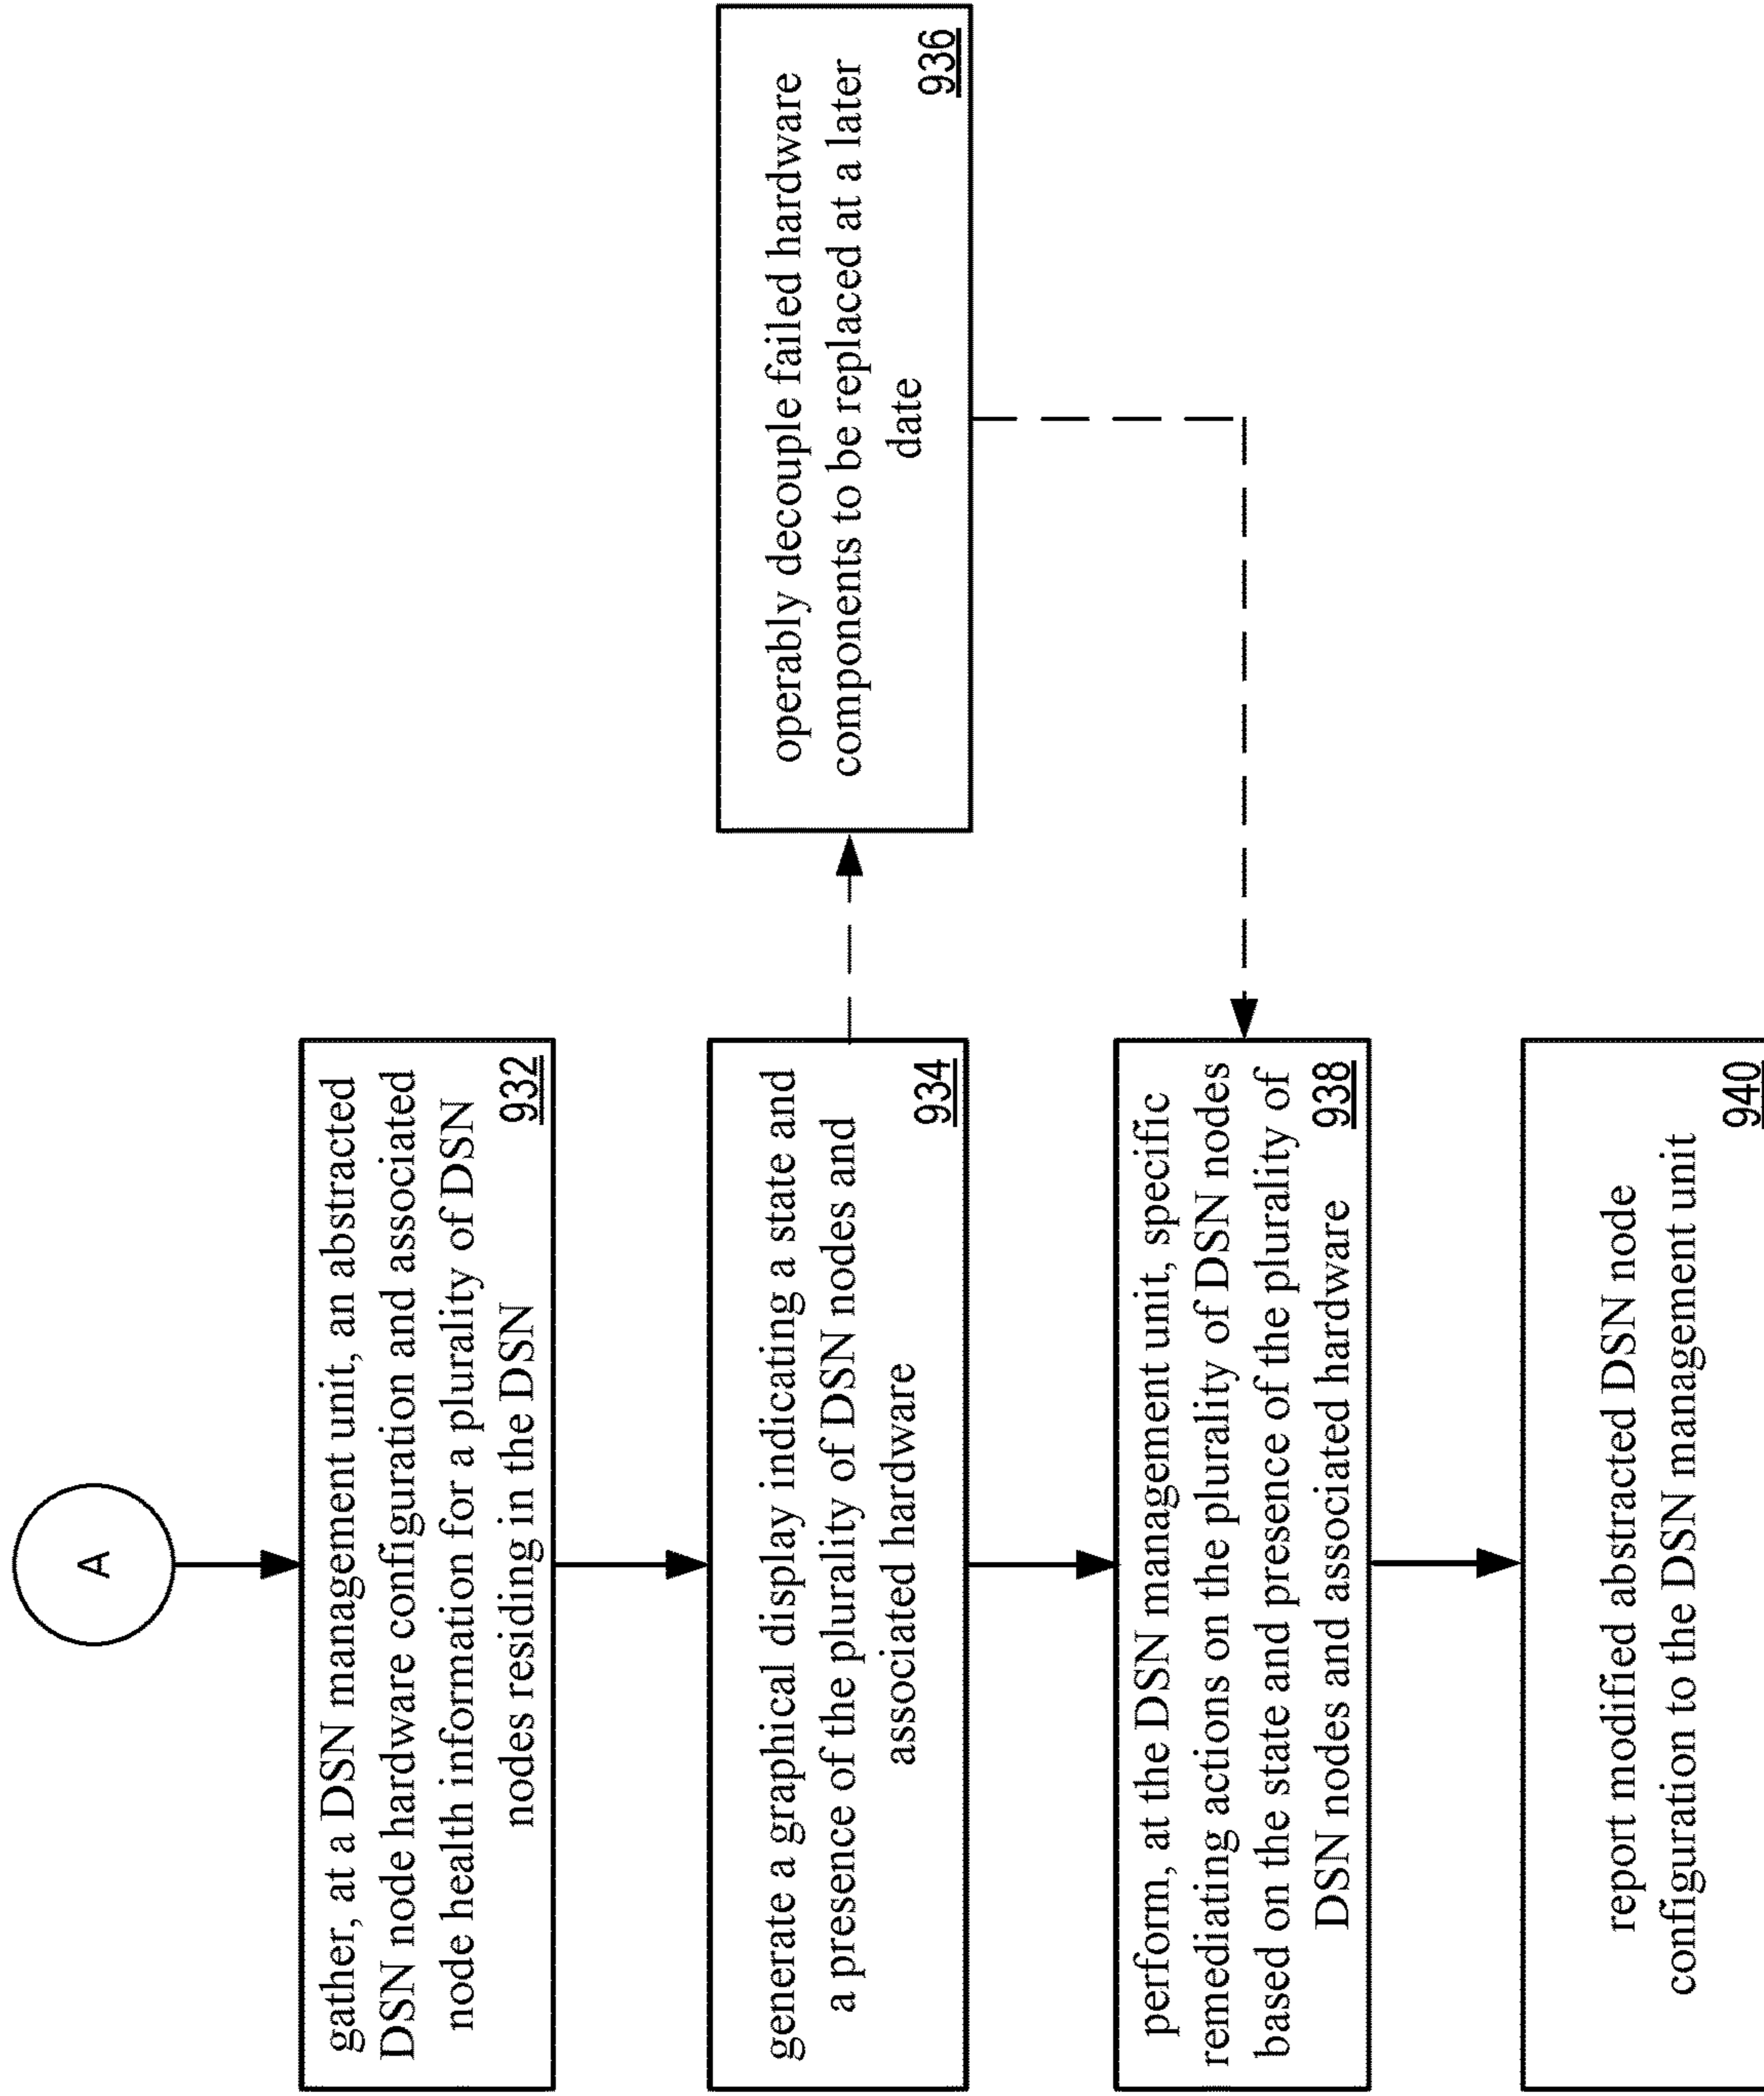 A
gather, at a DSN management unit, an abstracted
DSN node hardware configuration and associated
node health information for a plurality of DSN
nodes residing in the DSN
932
generate a graphical display indicating a state and
a presence of the plurality of DSN nodes and
associated hardware
934
operably decouple failed hardware
components to be replaced at a later
date
936
perform, at the DSN management unit, specific
remediating actions on the plurality of DSN nodes
based on the state and presence of the plurality of
DSN nodes and associated hardware
938
report modified abstracted DSN node
configuration to the DSN management unit
940